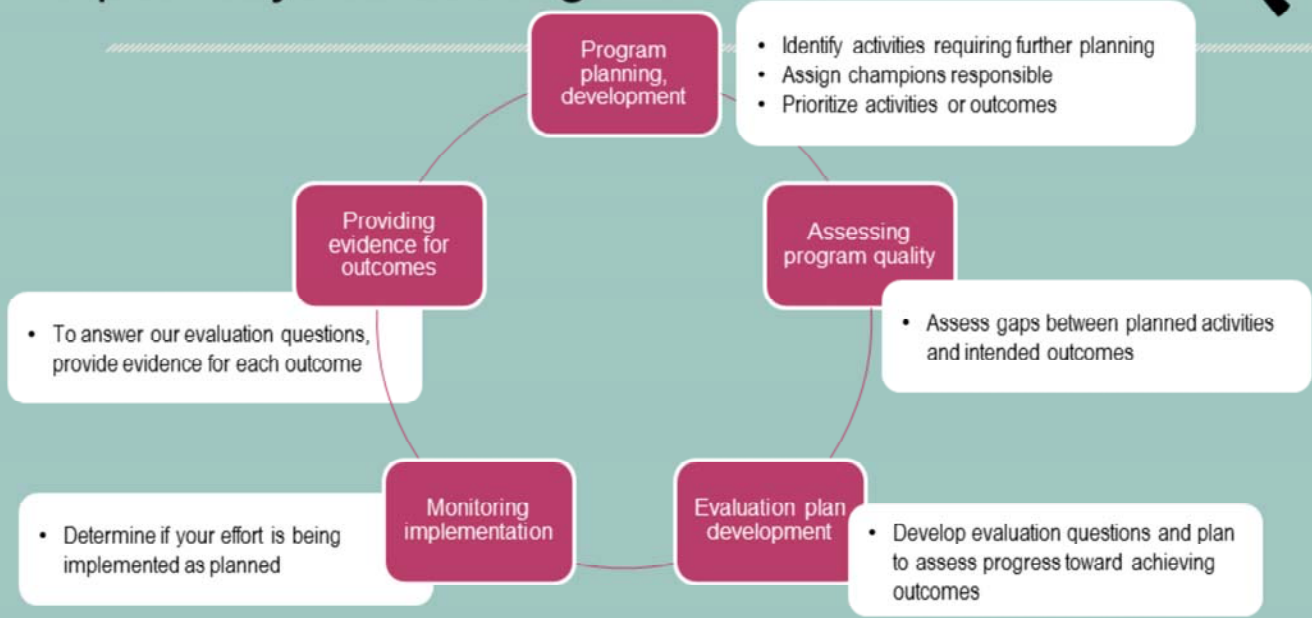 Program
planning,
development
• Identify activities requiring further planning
• Assign champions responsible
• Prioritize activities or outcomes
Assessing
program quality
• Assess gaps between planned activities
and intended outcomes
Evaluation plan
development
• Develop evaluation questions and plan
to assess progress toward achieving
outcomes
Monitoring
implementation
• Determine if your effort is being
implemented as planned
Providing
evidence for
outcomes
• To answer our evaluation questions,
provide evidence for each outcome